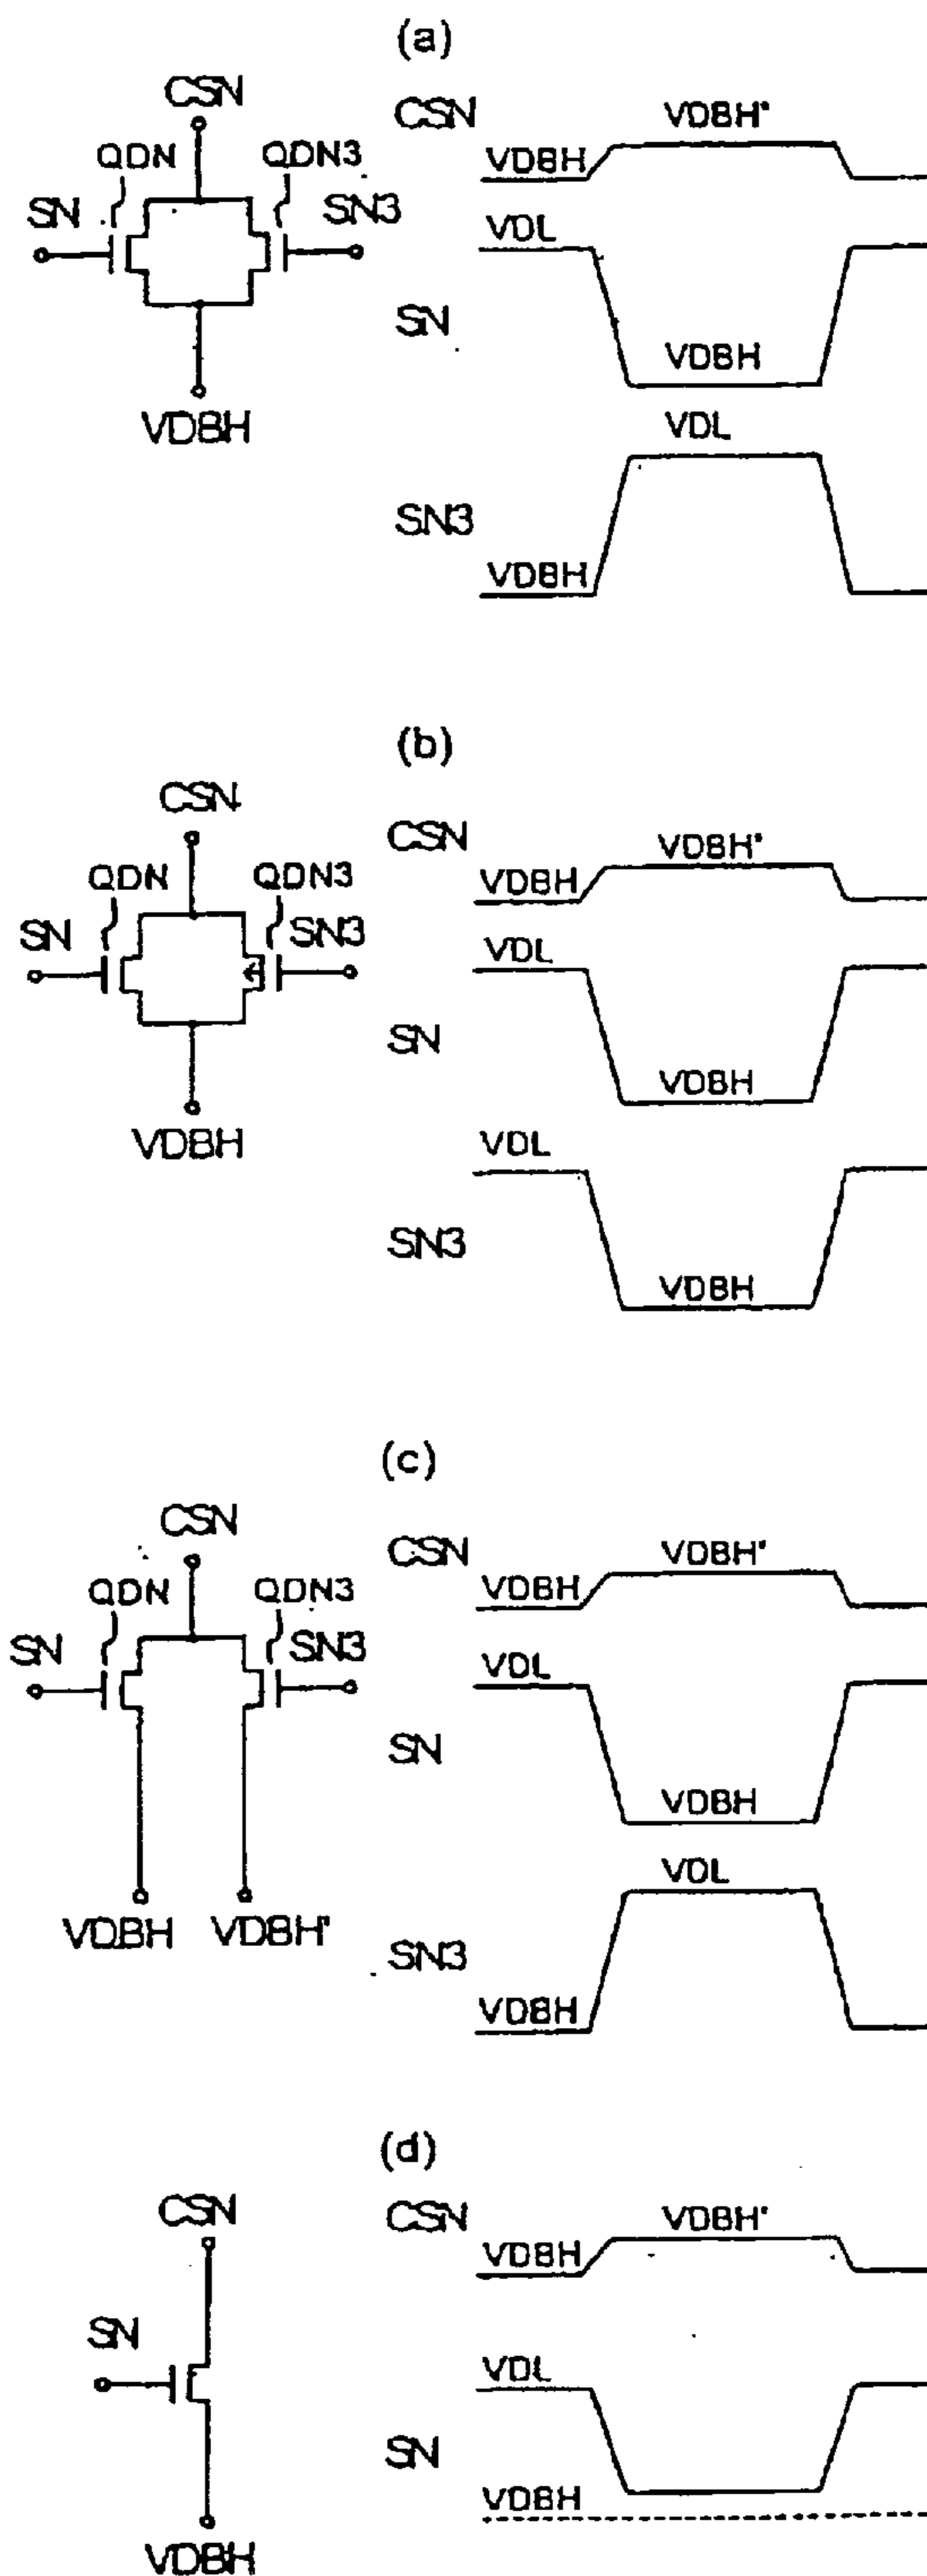 (a)
CSN
QDN QDN3
SN SN3
VDBH
CSN
VDBH VDBH'
VDL
SN
VDBH
VDL
SN3
VDBH
(b)
CSN
QDN QDN3
SN SN3
VDBH
CSN
VDBH VDBH'
VDL
SN
VDBH
VDL
SN3
VDBH
(c)
CSN
QDN QDN3
SN SN3
VDBH VDBH'
CSN
VDBH VDBH'
VDL
SN
VDBH
VDL
SN3
VDBH
(d)
CSN
SN
VDBH
CSN
VDBH VDBH'
VDL
SN
VDBH